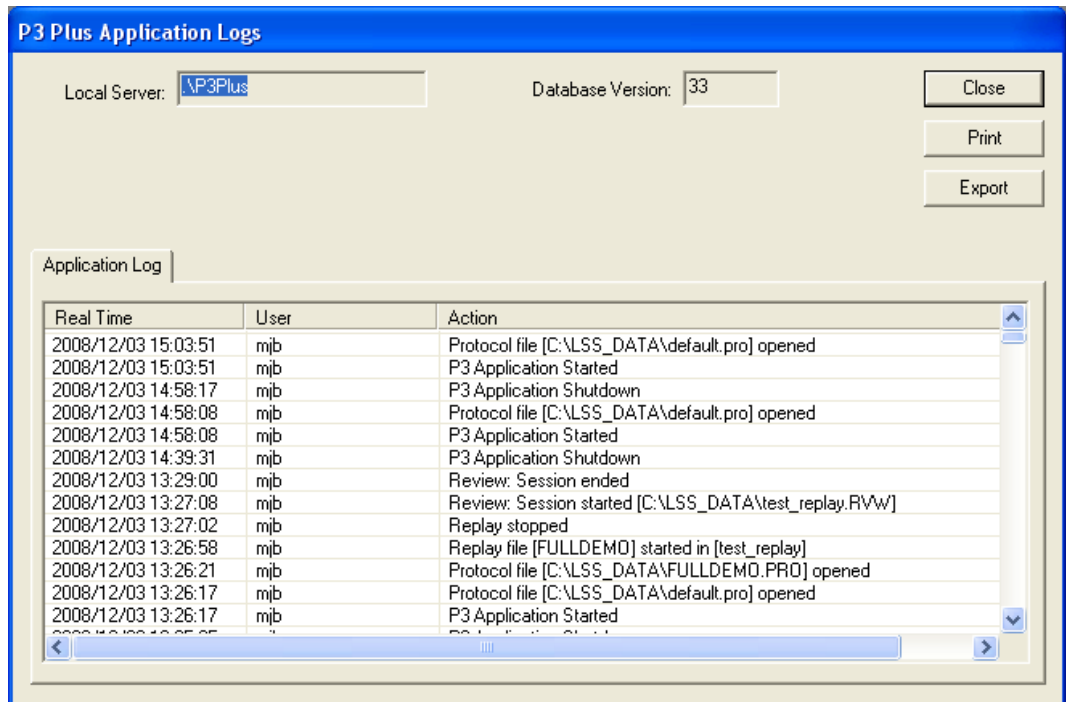 P3 Plus Application Logs
Local Server: .\P3Plus Database Version: 33 Close
Print
Export
Application Log
Real Time User Action
2008/12/03 15:03:51 mjb Protocol file [C:\LSS_DATA\default.pro] opened
2008/12/03 15:03:51 mjb P3 Application Started
2008/12/03 14:58:17 mjb P3 Application Shutdown
2008/12/03 14:58:08 mjb Protocol file [C:\LSS_DATA\default.pro] opened
2008/12/03 14:58:08 mjb P3 Application Started
2008/12/03 14:39:31 mjb P3 Application Shutdown
2008/12/03 13:29:00 mjb Review: Session ended
2008/12/03 13:27:08 mjb Review: Session started [C:\LSS_DATA\test_replay.RVW]
2008/12/03 13:27:02 mjb Replay stopped
2008/12/03 13:26:58 mjb Replay file [FULLDEMO] started in [test_replay]
2008/12/03 13:26:21 mjb Protocol file [C:\LSS_DATA\FULLDEMO.PRO] opened
2008/12/03 13:26:17 mjb Protocol file [C:\LSS_DATA\default.pro] opened
2008/12/03 13:26:17 mjb P3 Application Started